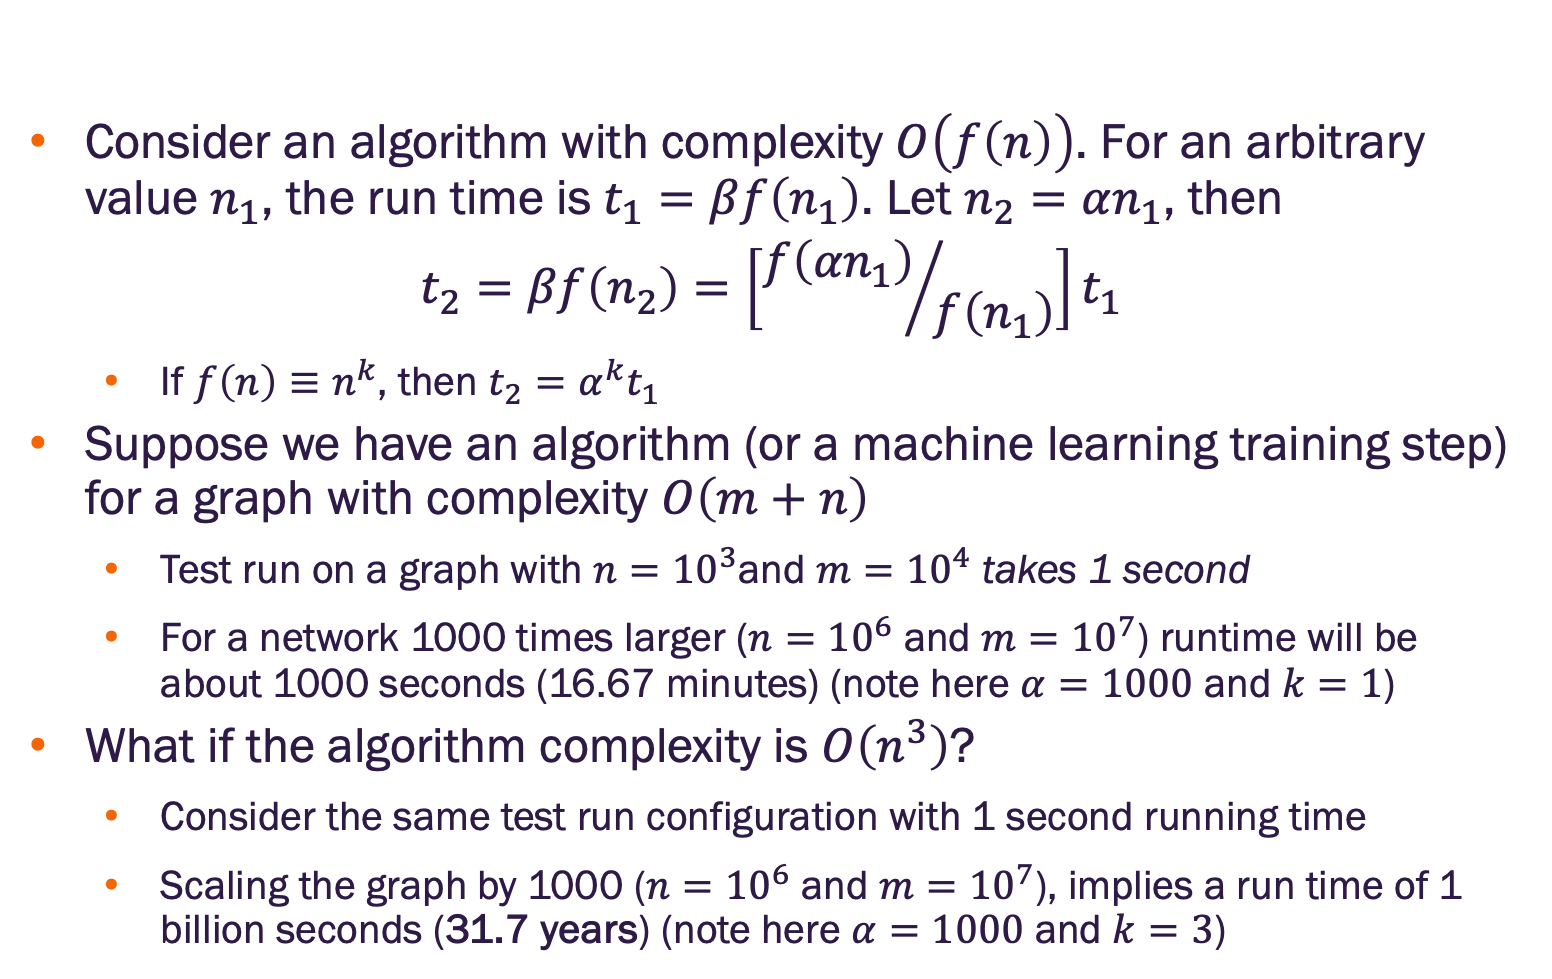 • Consider an algorithm with complexity O(f(n)). For an arbitrary
value n₁, the run time is t₁ = βf(n₁). Let n₂ = αn₁, then
t₂ = βf(n₂) = [f(αn₁)/f(n₁)] t₁
• If f(n) ≡ nᵏ, then t₂ = αᵏt₁
• Suppose we have an algorithm (or a machine learning training step)
for a graph with complexity O(m + n)
• Test run on a graph with n = 10³and m = 10⁴ takes 1 second
• For a network 1000 times larger (n = 10⁶ and m = 10⁷) runtime will be
about 1000 seconds (16.67 minutes) (note here α = 1000 and k = 1)
• What if the algorithm complexity is O(n³)?
• Consider the same test run configuration with 1 second running time
• Scaling the graph by 1000 (n = 10⁶ and m = 10⁷), implies a run time of 1
billion seconds (31.7 years) (note here α = 1000 and k = 3)